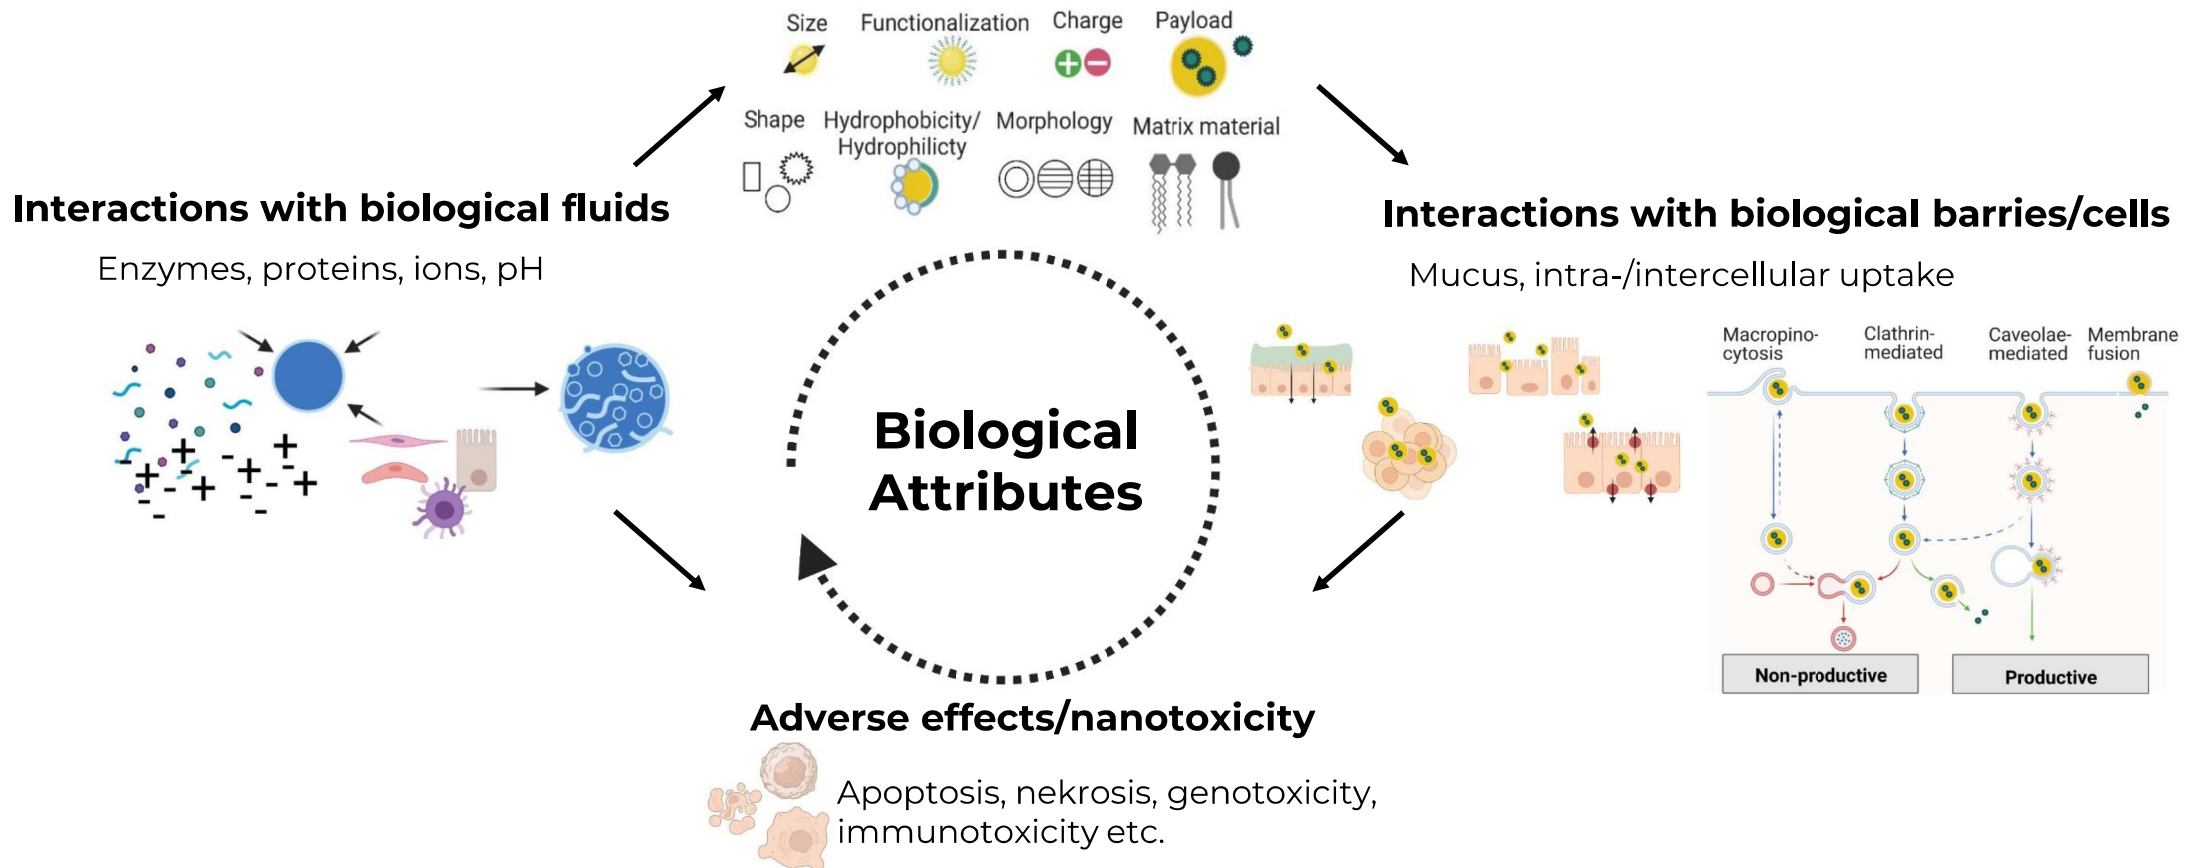 Size
Functionalization
Charge
Payload
Shape
Hydrophobicity/
Hydrophilicty
Morphology
Matrix material
Interactions with biological fluids
Enzymes, proteins, ions, pH
Interactions with biological barries/cells
Mucus, intra-/intercellular uptake
Macropino-
cytosis
Clathrin-
mediated
Caveolae-
mediated
Membrane
fusion
Non-productive
Productive
Biological
Attributes
Adverse effects/nanotoxicity
Apoptosis, nekrosis, genotoxicity,
immunotoxicity etc.